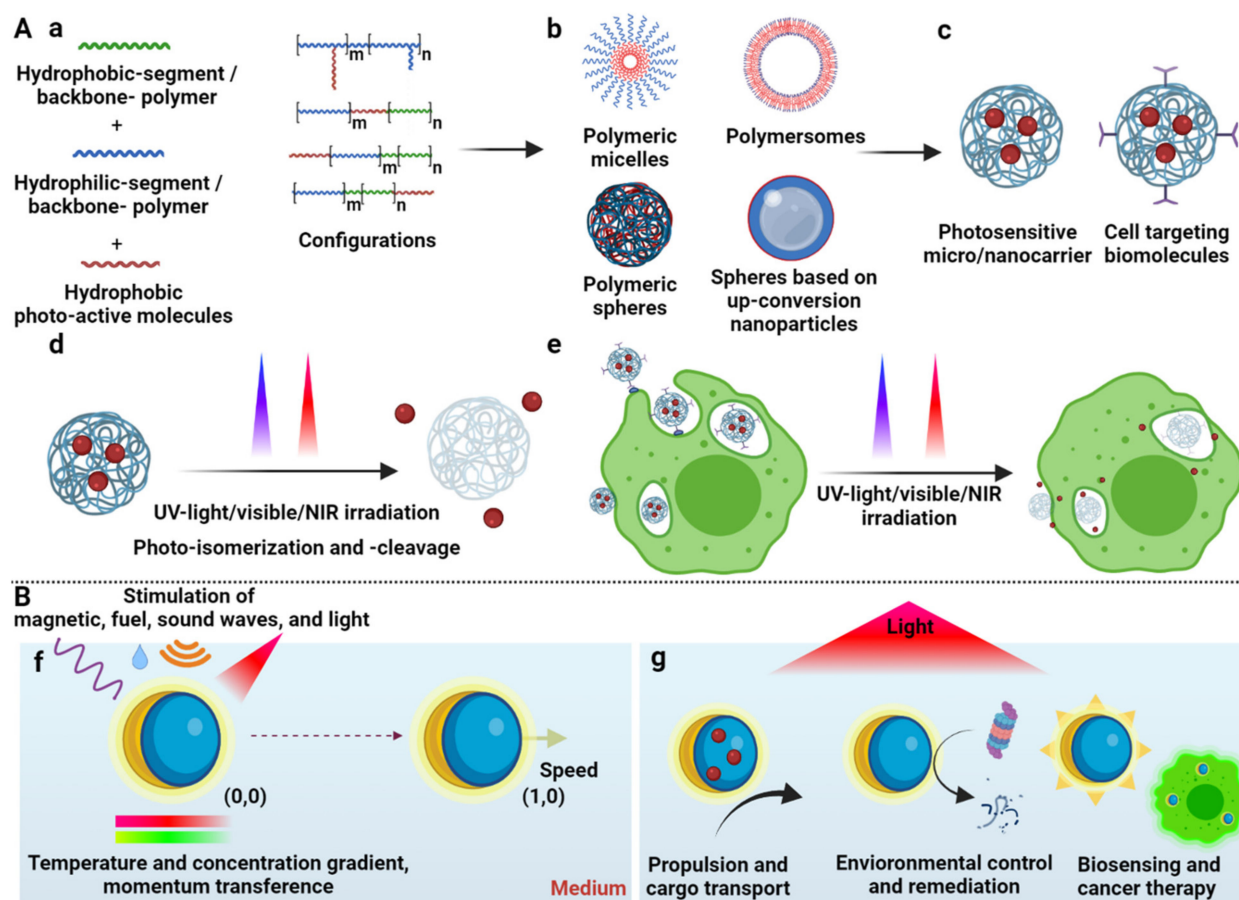 A a
Hydrophobic-segment /
backbone- polymer
+
Hydrophilic-segment /
backbone- polymer
+
Hydrophobic
photo-active molecules
m n
m n
m n
m n
Configurations
b
Polymeric
micelles
Polymersomes
Polymeric
spheres
Spheres based on
up-conversion
nanoparticles
c
Photosensitive
micro/nanocarrier
Cell targeting
biomolecules
d
UV-light/visible/NIR irradiation
Photo-isomerization and -cleavage
e
UV-light/visible/NIR
irradiation
B
Stimulation of
magnetic, fuel, sound waves, and light
f
(0,0)
Speed
(1,0)
Temperature and concentration gradient,
momentum transference
Medium
Light
g
Propulsion and
cargo transport
Envioronmental control
and remediation
Biosensing and
cancer therapy